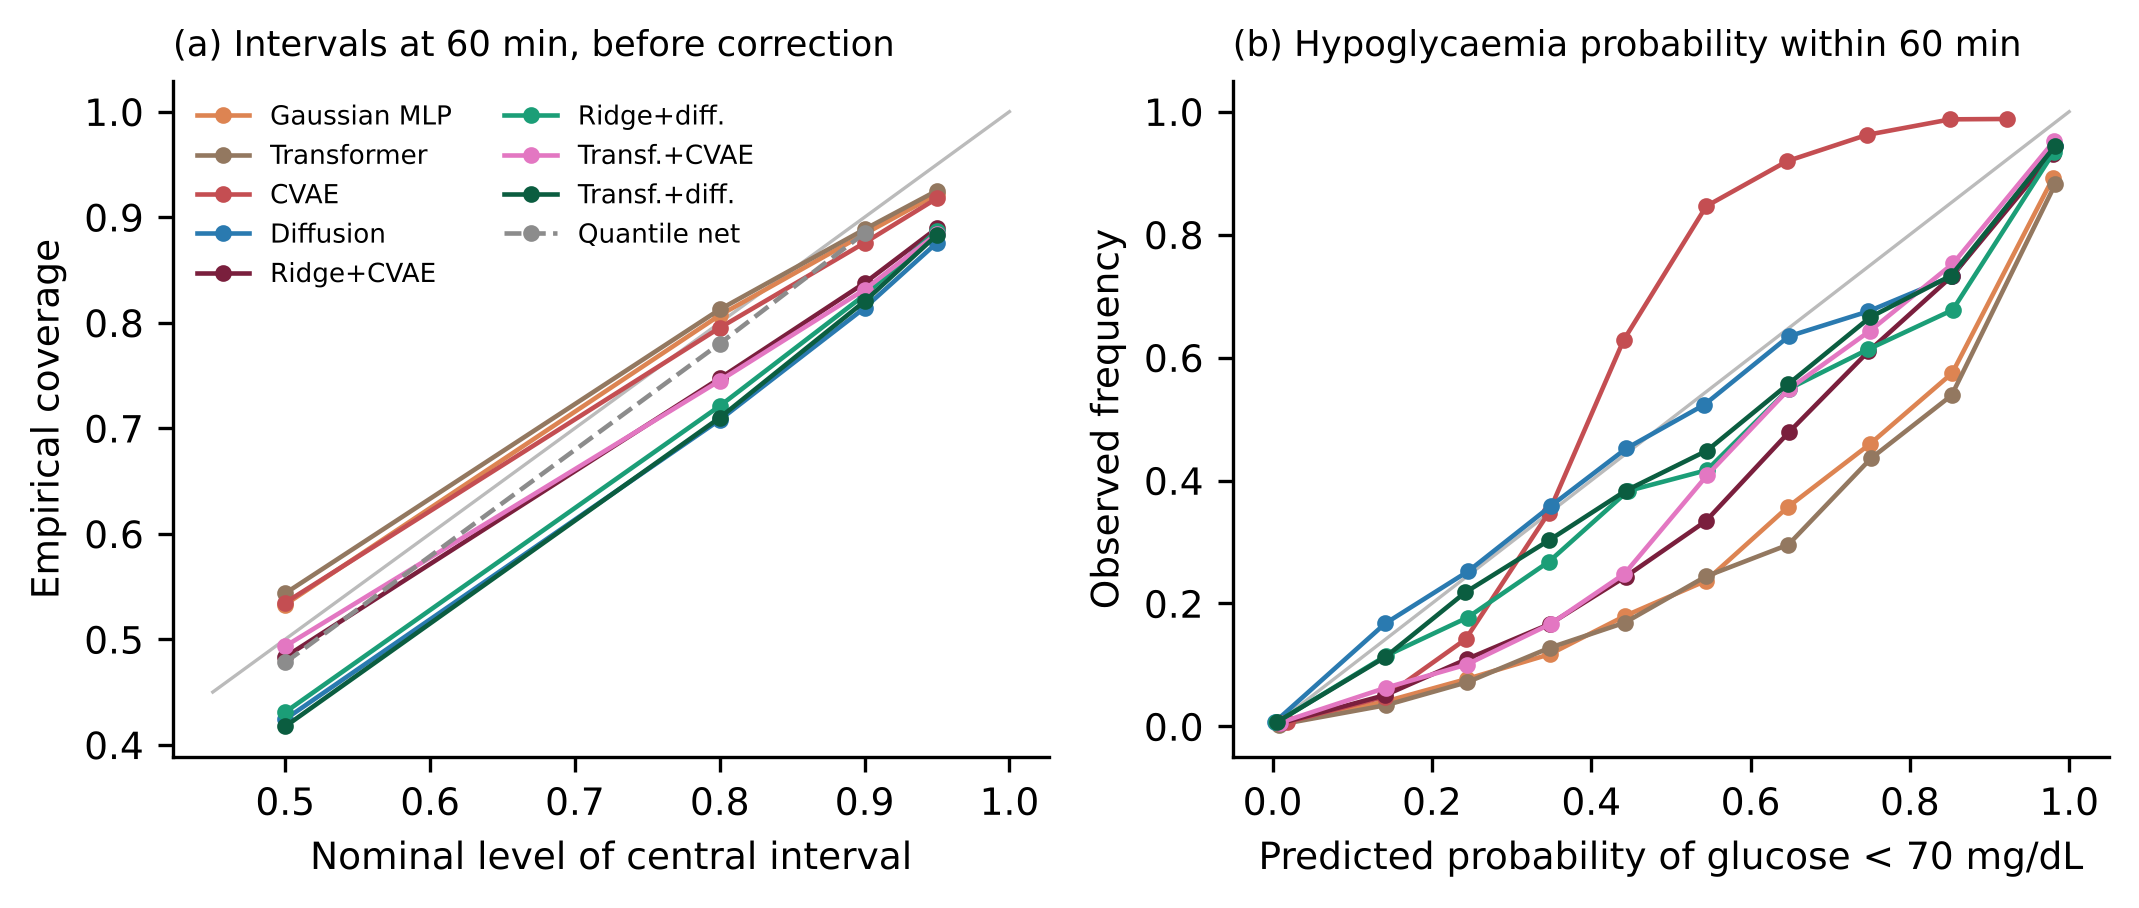 (a) Intervals at 60 min, before correction
1.0
0.9
0.8
0.7
0.6
0.5
0.4
Empirical coverage
Gaussian MLP
Transformer
CVAE
Diffusion
Ridge+CVAE
Ridge+diff.
Transf.+CVAE
Transf.+diff.
Quantile net
0.5 0.6 0.7 0.8 0.9 1.0
Nominal level of central interval
(b) Hypoglycaemia probability within 60 min
1.0
0.8
0.6
0.4
0.2
0.0
Observed frequency
0.0 0.2 0.4 0.6 0.8 1.0
Predicted probability of glucose < 70 mg/dL